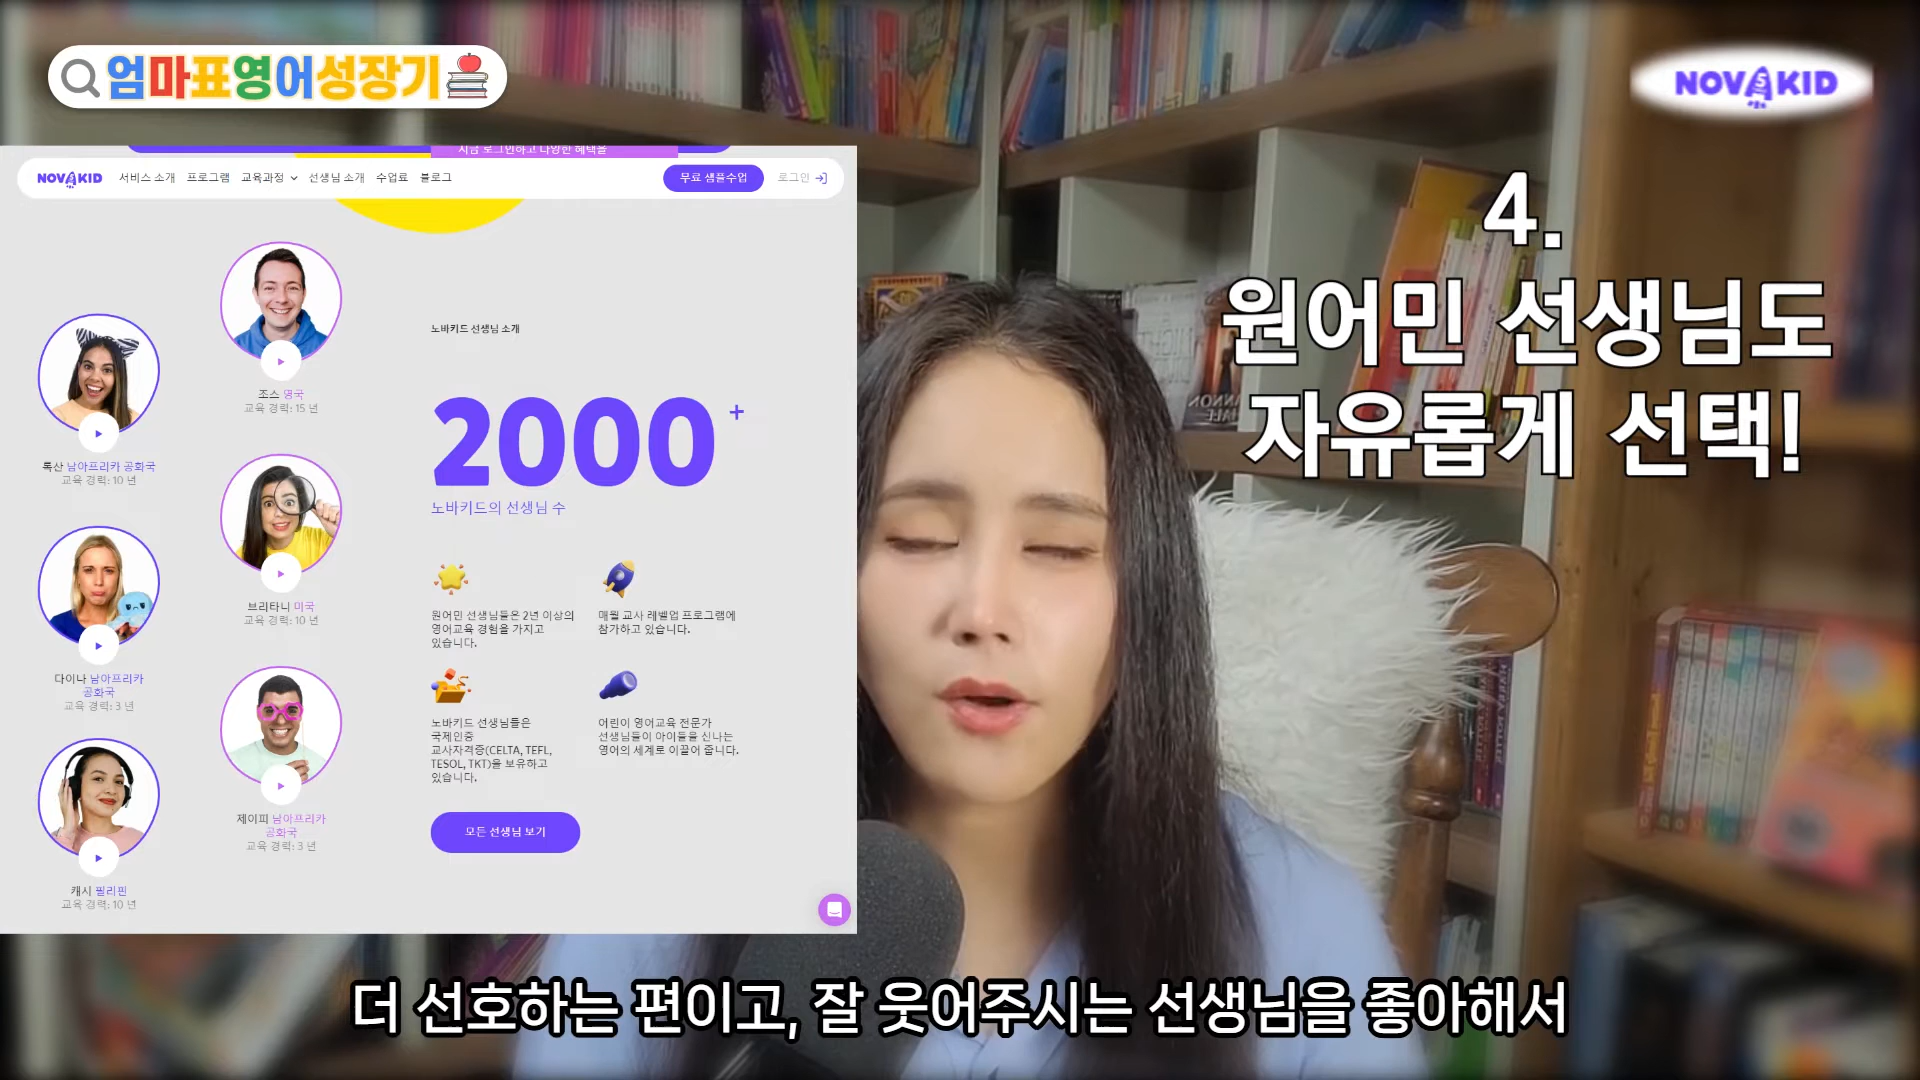 엄마표영어성장기
NOVAKID
지금 로그인하고 다양한 혜택을
NOVAKID 서비스 소개 프로그램 교육과정 선생님 소개 수업료 블로그 무료 샘플수업 로그인
4.
원어민 선생님도
자유롭게 선택!
조스 영국
교육 경력: 15 년
록산 남아프리카 공화국
교육 경력: 10 년
브리타니 미국
교육 경력: 10 년
다이나 남아프리카
공화국
교육 경력: 3 년
제이피 남아프리카
공화국
교육 경력: 3 년
캐시 필리핀
교육 경력: 10 년
노바키드 선생님 소개
2000+
노바키드의 선생님 수
원어민 선생님들은 2년 이상의
영어교육 경험을 가지고
있습니다.
매월 교사 레벨업 프로그램에
참가하고 있습니다.
노바키드 선생님들은
국제인증
교사자격증(CELTA, TEFL,
TESOL, TKT)을 보유하고
있습니다.
어린이 영어교육 전문가
선생님들이 아이들을 신나는
영어의 세계로 이끌어 줍니다.
모든 선생님 보기
더 선호하는 편이고, 잘 웃어주시는 선생님을 좋아해서